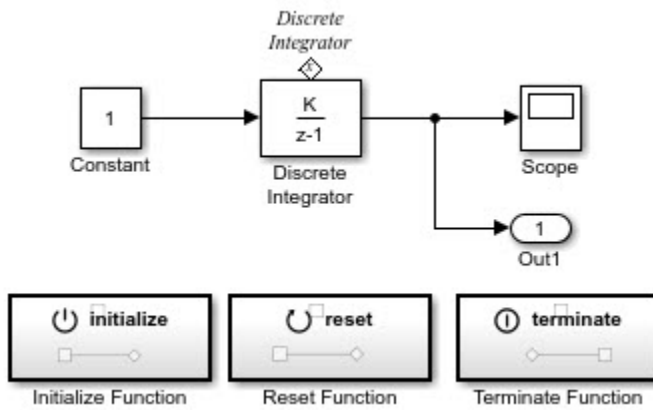 Discrete
Integrator
x
1
K
z-1
Constant
Discrete
Integrator
Scope
1
Out1
initialize
reset
terminate
Initialize Function
Reset Function
Terminate Function